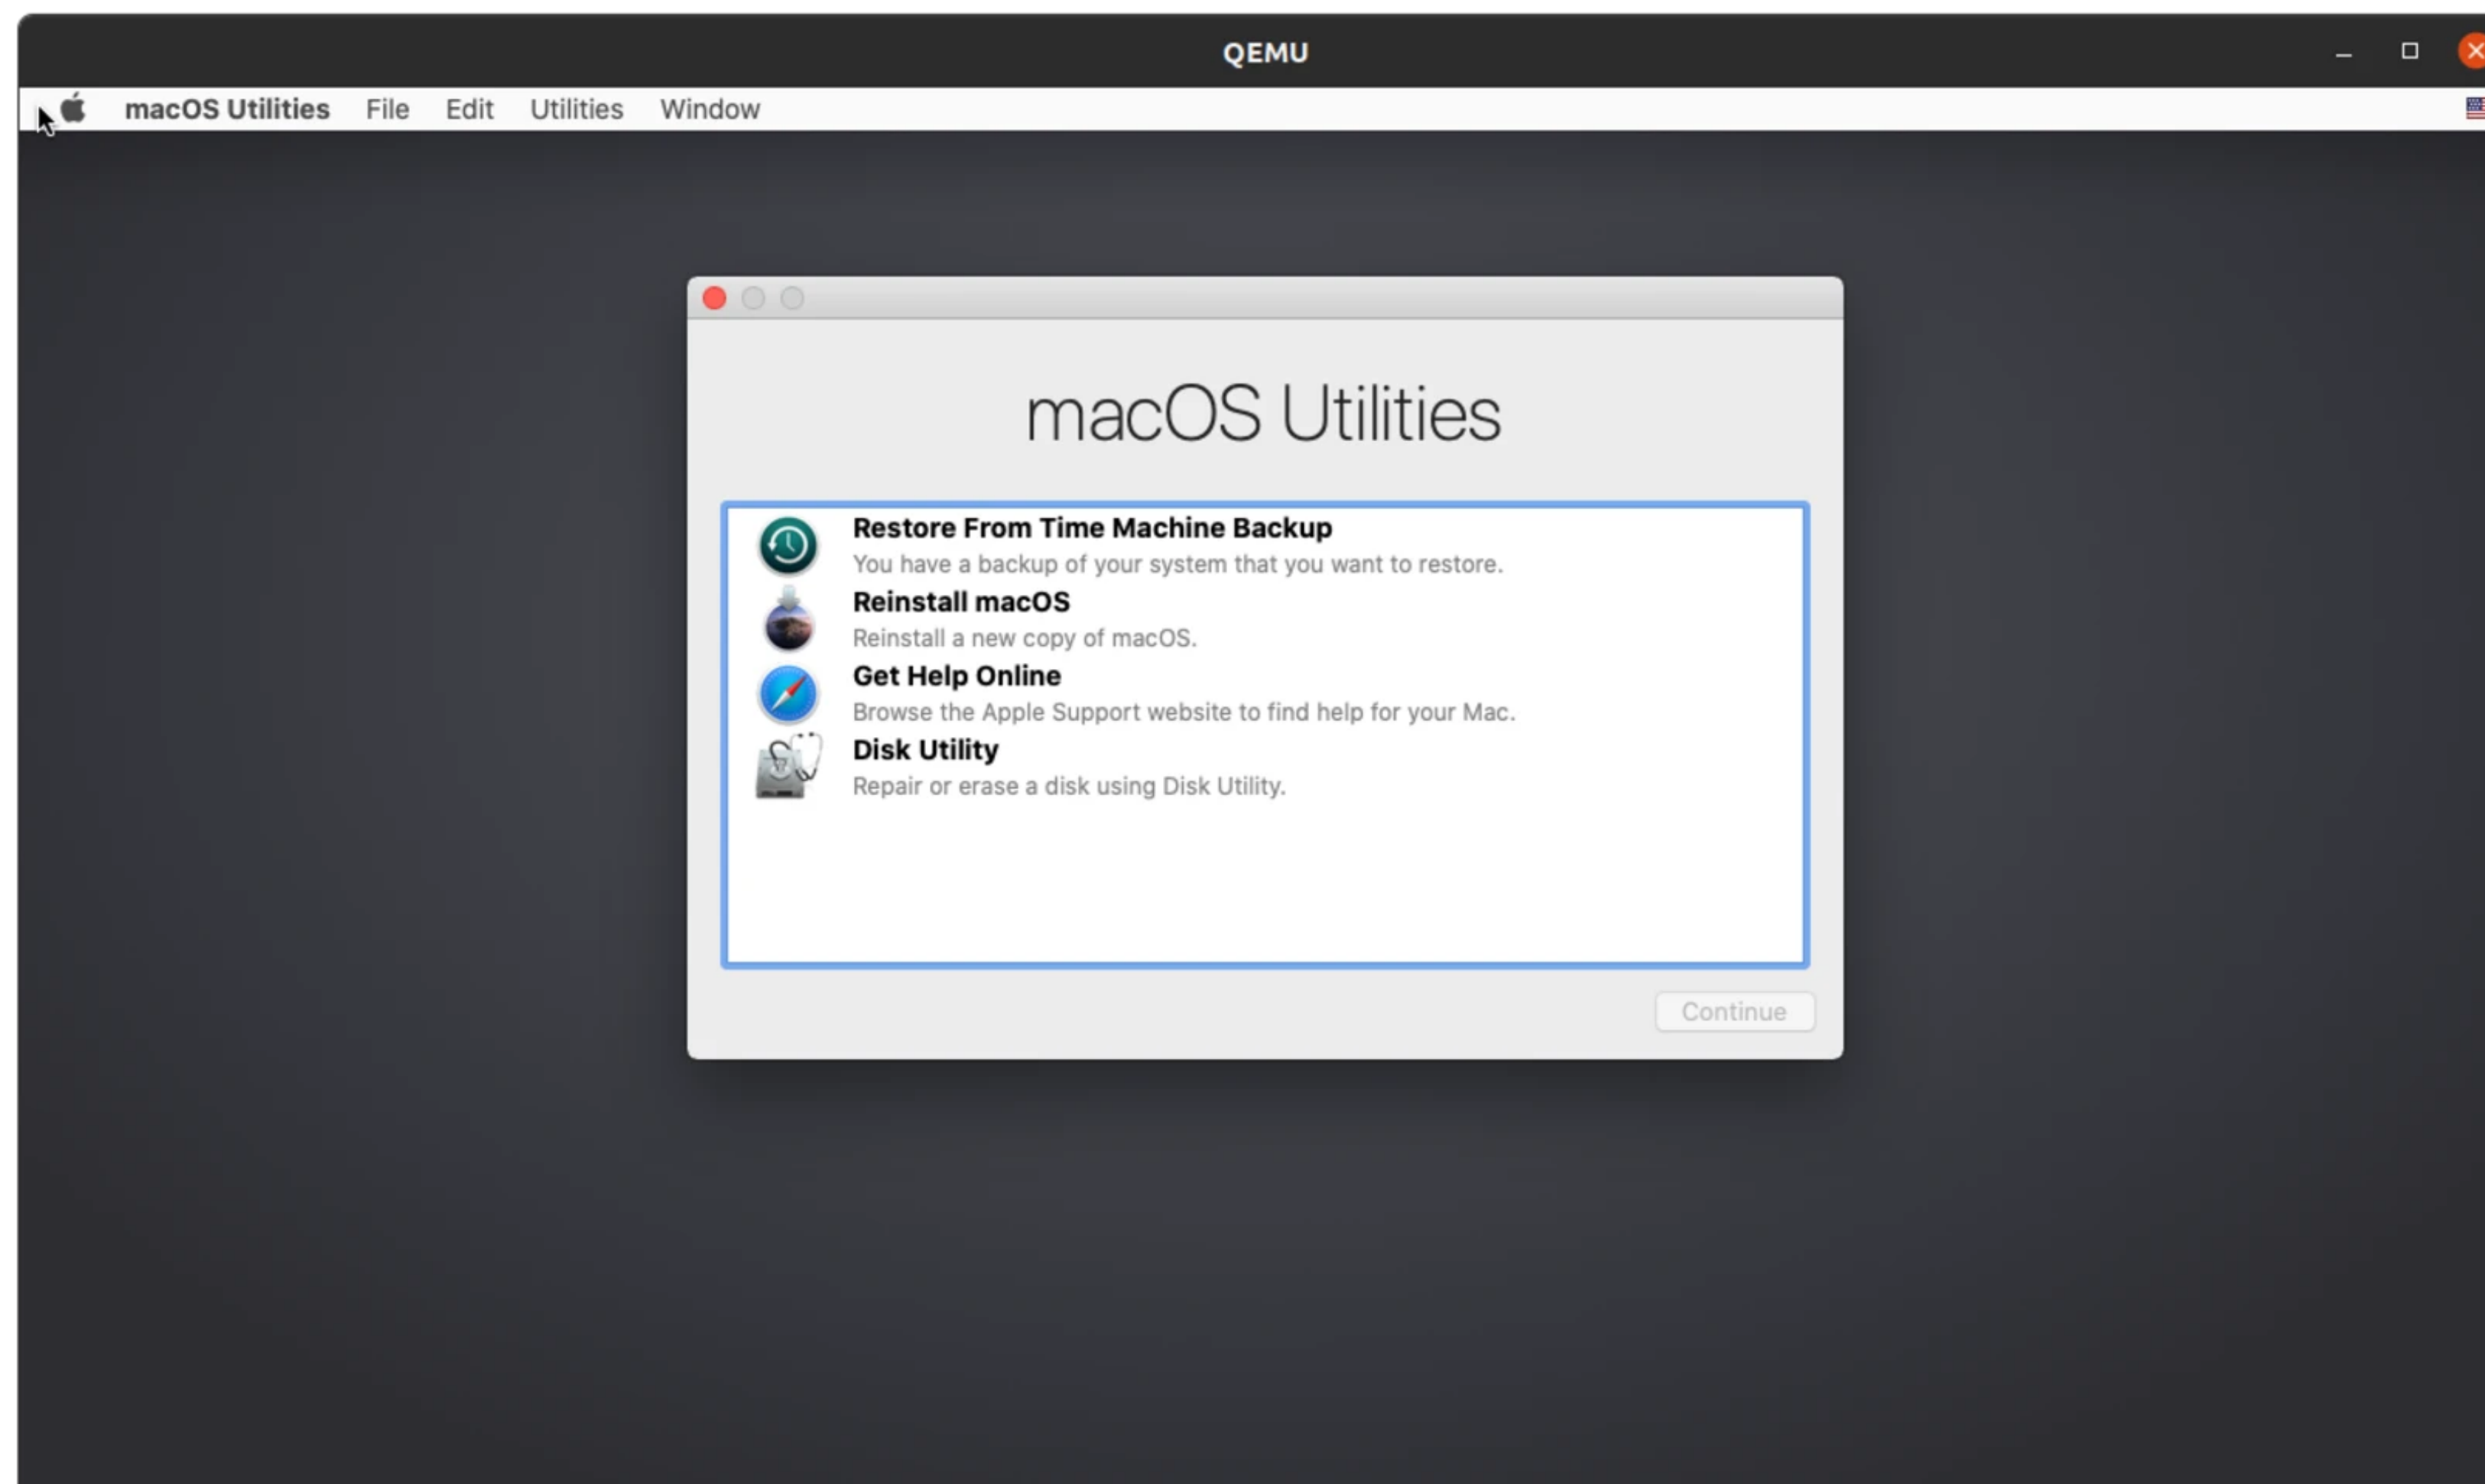 QEMU
macOS Utilities File Edit Utilities Window
macOS Utilities
Restore From Time Machine Backup
You have a backup of your system that you want to restore.
Reinstall macOS
Reinstall a new copy of macOS.
Get Help Online
Browse the Apple Support website to find help for your Mac.
Disk Utility
Repair or erase a disk using Disk Utility.
Continue